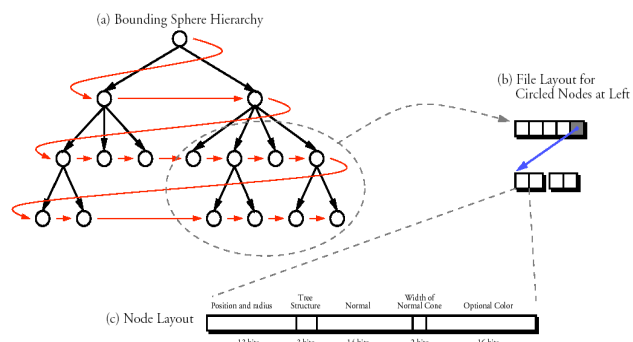 (a) Bounding Sphere Hierarchy
(b) File Layout for
Circled Nodes at Left
Position and radius
Tree
Structure
Normal
Width of
Normal Cone
Optional Color
(c) Node Layout